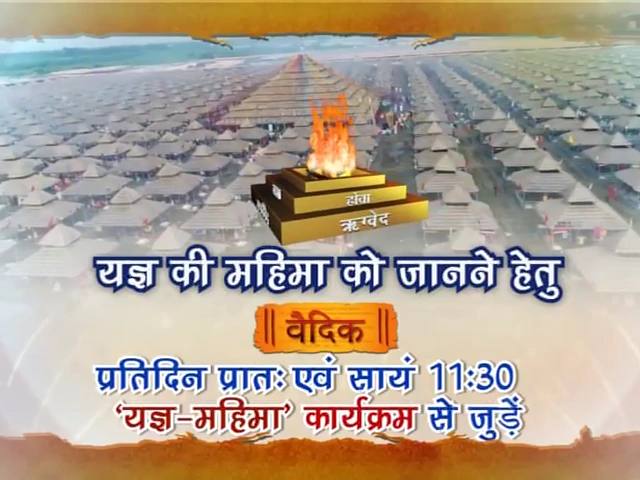 होता
ऋग्वेद
यज्ञ की महिमा को जानने हेतु
॥ वैदिक ॥
प्रतिदिन प्रातः एवं सायं 11:30
‘यज्ञ-महिमा’ कार्यक्रम से जुड़ें